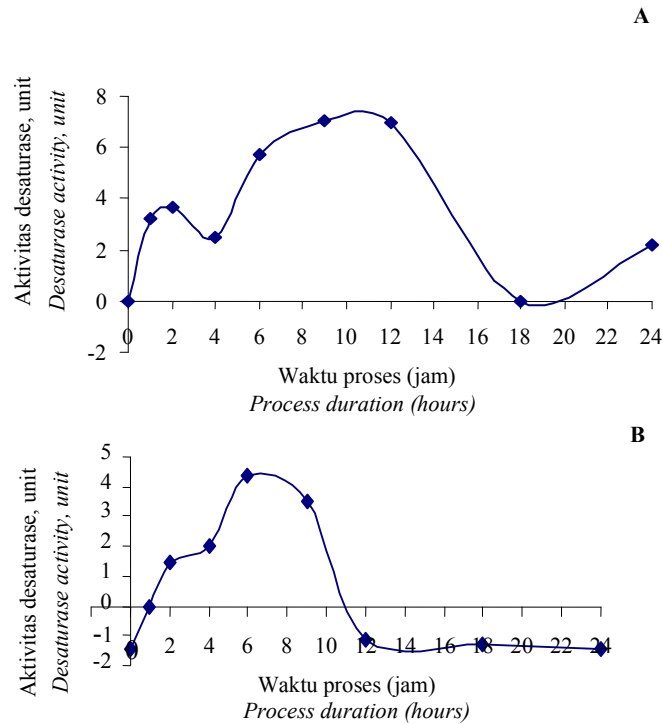 A
Aktivitas desaturase, unit
Desaturase activity, unit
8
6
4
2
0
-2
0 2 4 6 8 10 12 14 16 18 20 22 24
Waktu proses (jam)
Process duration (hours)
B
Aktivitas desaturase, unit
Desaturase activity, unit
5
4
3
2
1
0
-1
-2
0 2 4 6 8 10 12 14 16 18 20 22 24
Waktu proses (jam)
Process duration (hours)